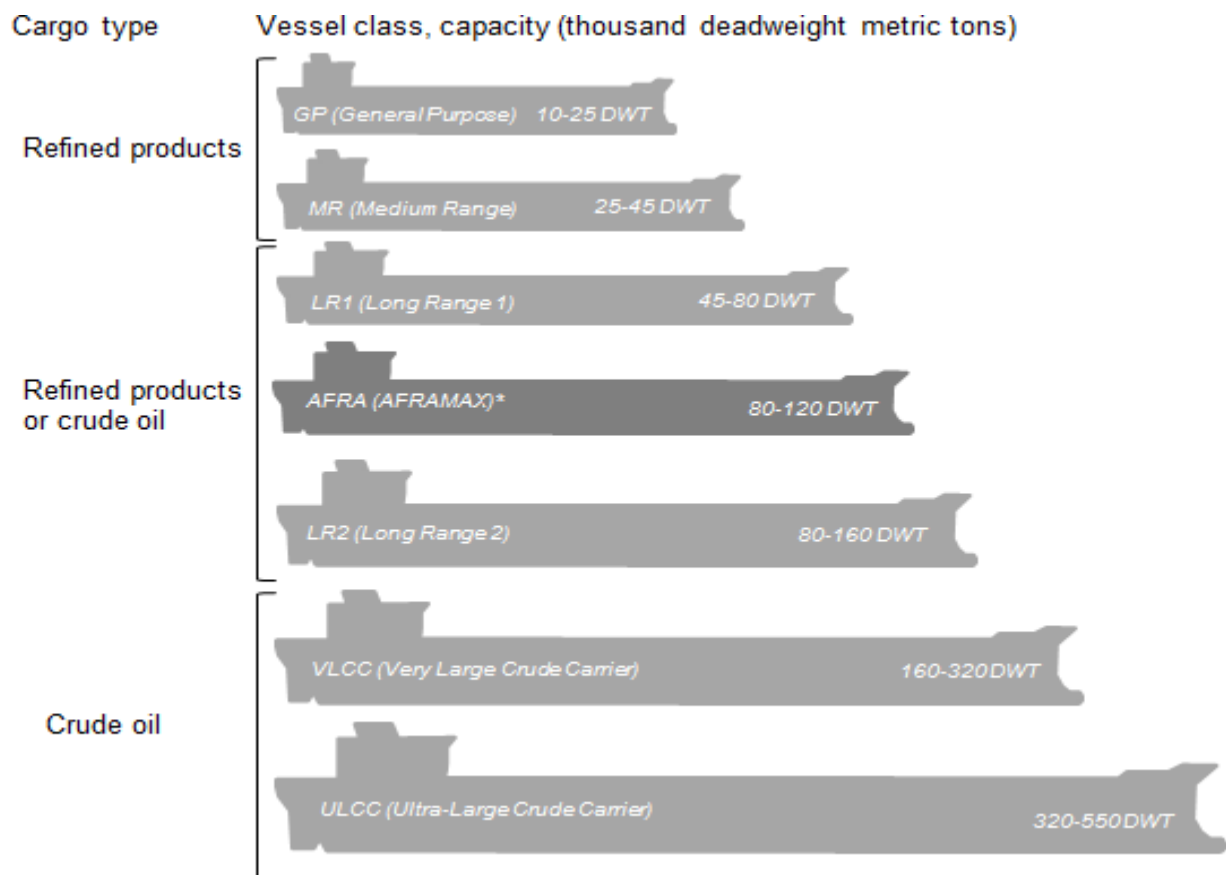 Cargo type
Vessel class, capacity (thousand deadweight metric tons)
Refined products
GP (General Purpose) 10-25 DWT
MR (Medium Range) 25-45 DWT
Refined products
or crude oil
LR1 (Long Range 1) 45-80 DWT
AFRA (AFRAMAX)* 80-120 DWT
LR2 (Long Range 2) 80-160 DWT
Crude oil
VLCC (Very Large Crude Carrier) 160-320 DWT
ULCC (Ultra-Large Crude Carrier) 320-550 DWT